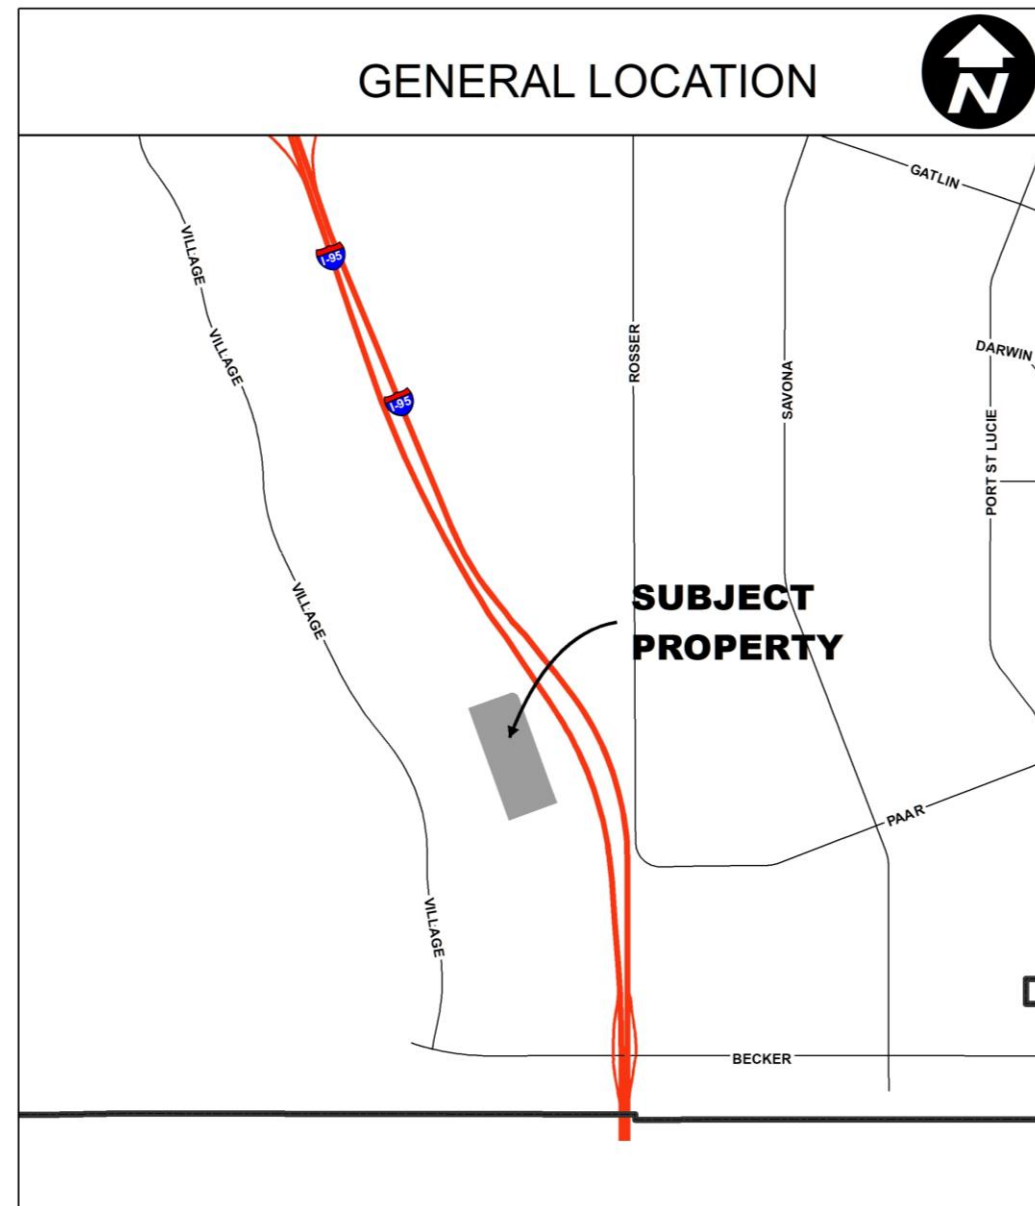 GENERAL LOCATION
N
GATLIN
VILLAGE
I-95
VILLAGE
ROSSER
DARWIN
SAVONA
I-95
PORT ST LUCIE
SUBJECT
PROPERTY
VILLAGE
PAAR
VILLAGE
BECKER